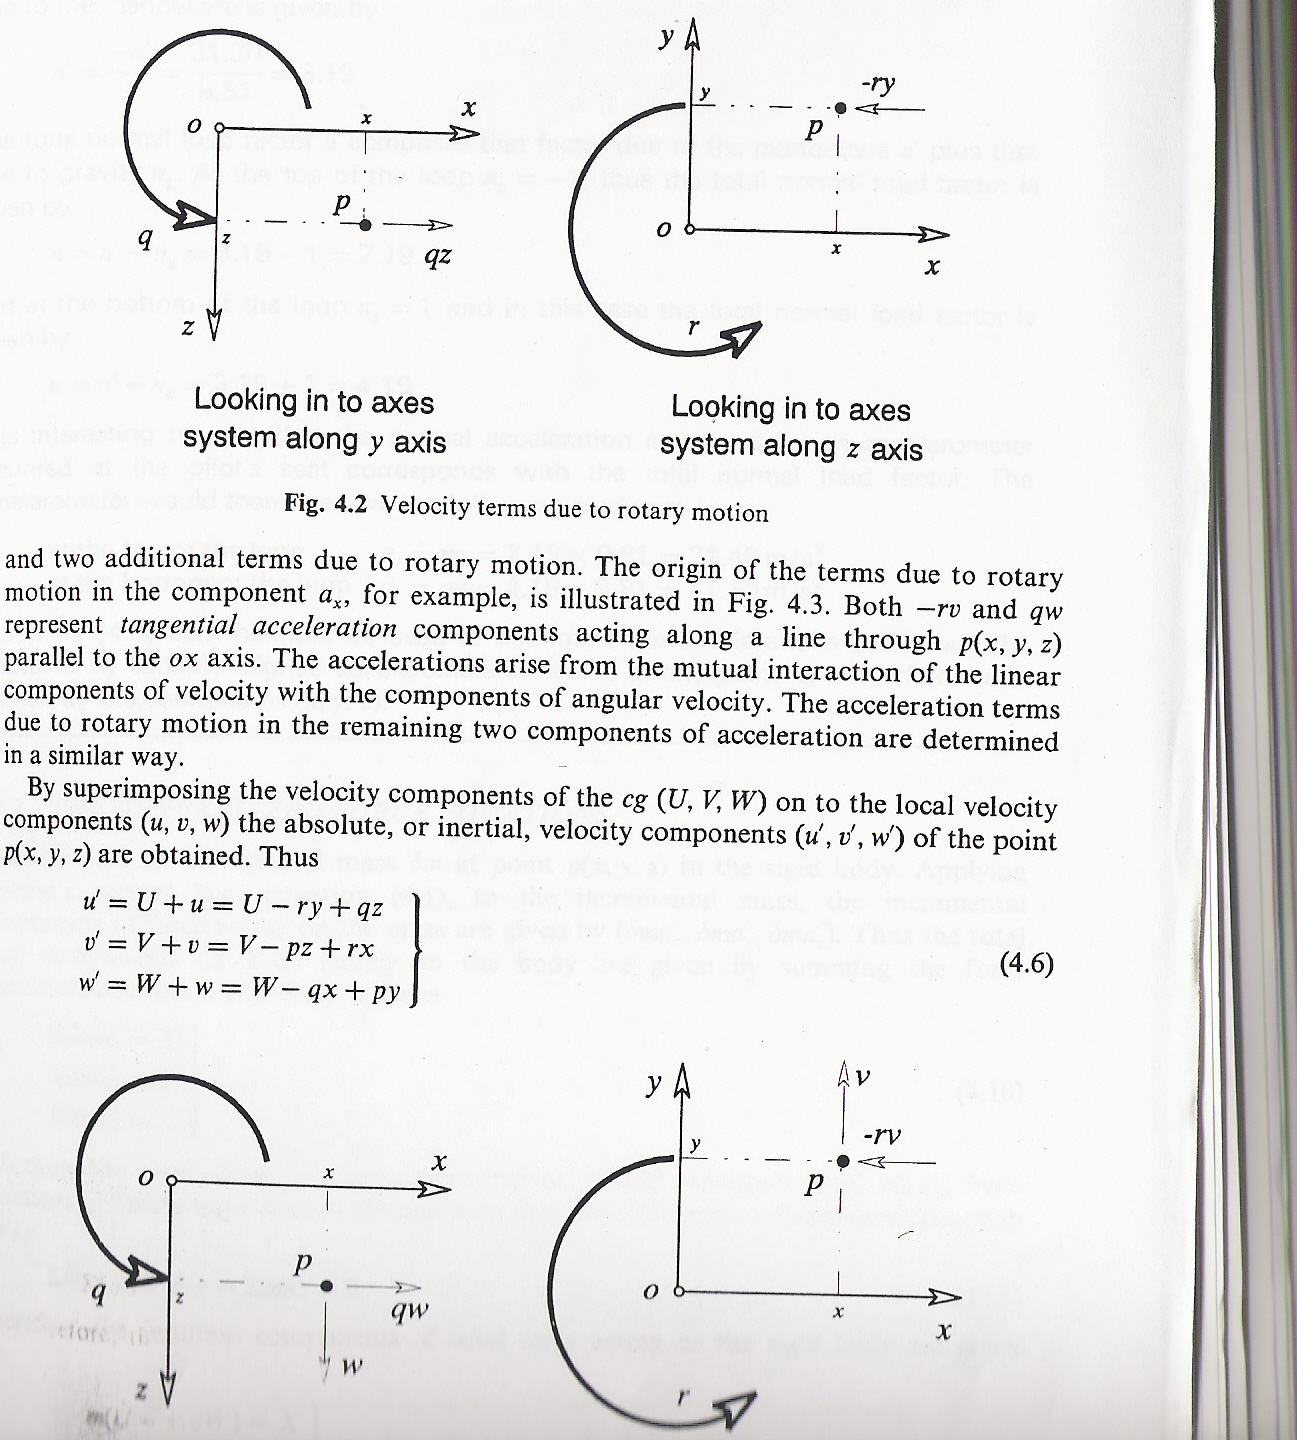 y
-ry
x
x
y
o
p
p
q
z
qz
o
x
x
z
r
Looking in to axes
system along y axis
Looking in to axes
system along z axis
Fig. 4.2 Velocity terms due to rotary motion
and two additional terms due to rotary motion. The origin of the terms due to rotary
motion in the component aₓ, for example, is illustrated in Fig. 4.3. Both −rv and qw
represent tangential acceleration components acting along a line through p(x, y, z)
parallel to the ox axis. The accelerations arise from the mutual interaction of the linear
components of velocity with the components of angular velocity. The acceleration terms
due to rotary motion in the remaining two components of acceleration are determined
in a similar way.
By superimposing the velocity components of the cg (U, V, W) on to the local velocity
components (u, v, w) the absolute, or inertial, velocity components (u′, v′, w′) of the point
p(x, y, z) are obtained. Thus
u′ = U + u = U − ry + qz
v′ = V + v = V − pz + rx
w′ = W + w = W − qx + py
(4.6)
y
v
-rv
x
x
y
o
p
p
q
z
qw
o
x
x
w
z
r